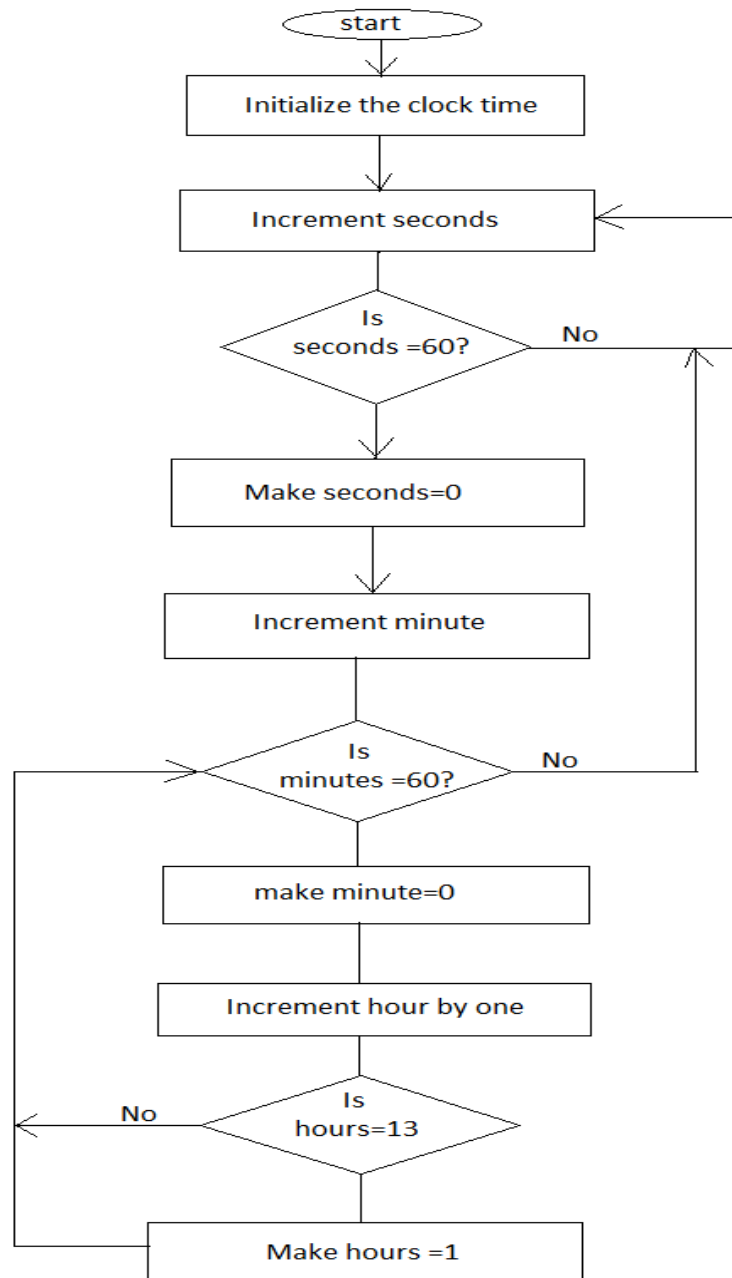 start
Initialize the clock time
Increment seconds
Is
seconds =60?
No
Make seconds=0
Increment minute
Is
minutes =60?
No
make minute=0
Increment hour by one
Is
hours=13
No
Make hours =1